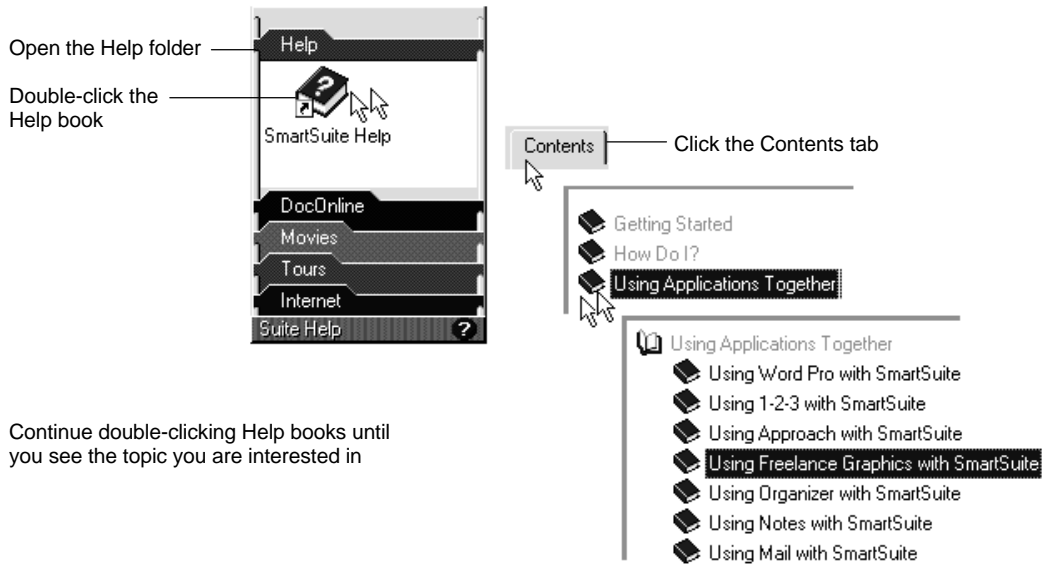 Open the Help folder
Help
Double-click the
Help book
SmartSuite Help
Contents
Click the Contents tab
DocOnline
Movies
Tours
Internet
Suite Help
?
Getting Started
How Do I?
Using Applications Together
Using Applications Together
Using Word Pro with SmartSuite
Using 1-2-3 with SmartSuite
Using Approach with SmartSuite
Using Freelance Graphics with SmartSuite
Using Organizer with SmartSuite
Using Notes with SmartSuite
Using Mail with SmartSuite
Continue double-clicking Help books until
you see the topic you are interested in